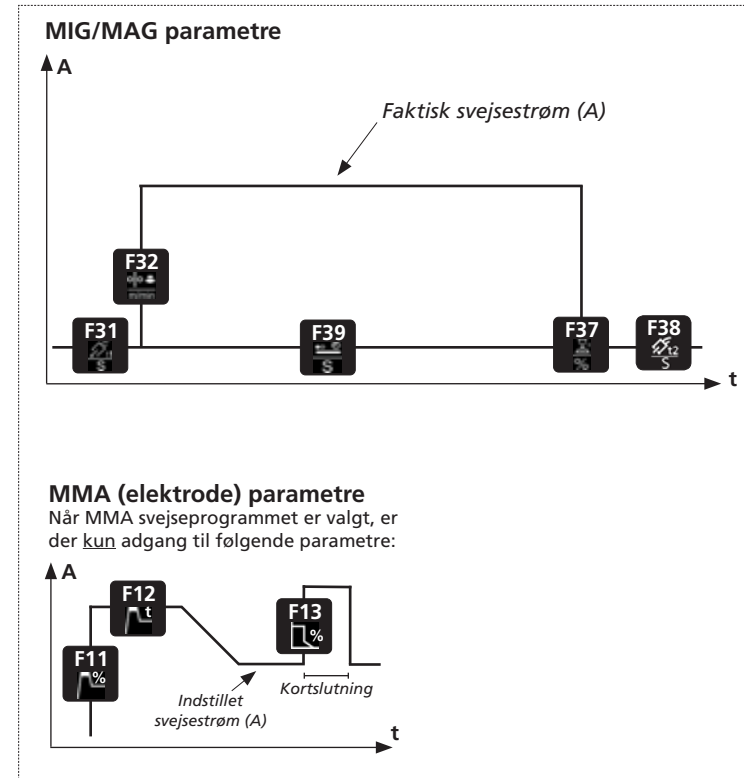 MIG/MAG parametre
A
Faktisk svejsestrøm (A)
F32
m/min
F31
S
F39
S
F37
%
F38
t2
S
t
MMA (elektrode) parametre
Når MMA svejseprogrammet er valgt, er
der kun adgang til følgende parametre:
A
F12
t
F13
%
F11
%
Indstillet
svejsestrøm (A)
Kortslutning
t